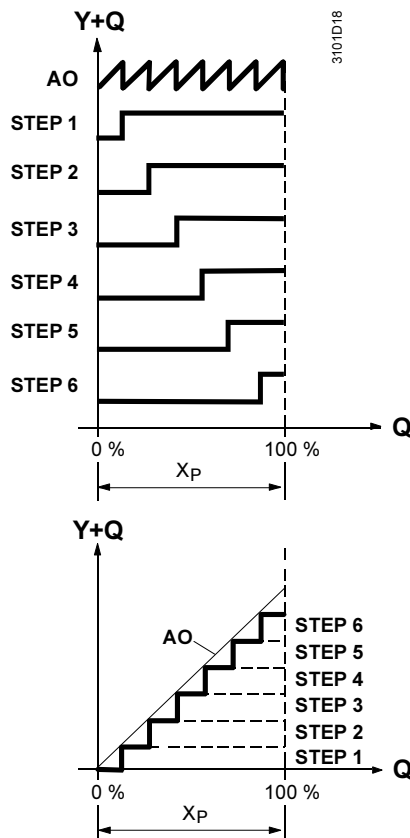 Y+Q
3101D18
AO
STEP 1
STEP 2
STEP 3
STEP 4
STEP 5
STEP 6
Q
0 % 100 %
XP
Y+Q
AO
STEP 6
STEP 5
STEP 4
STEP 3
STEP 2
STEP 1
Q
0 % 100 %
XP